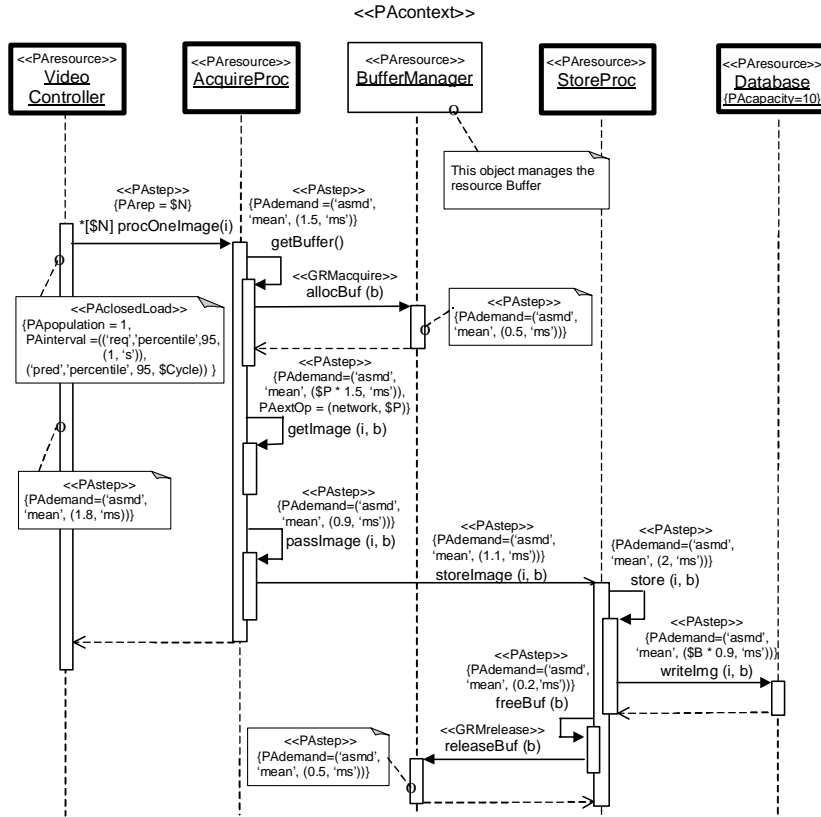 <<PAcontext>>
<<PAresource>>
Video
Controller
<<PAresource>>
AcquireProc
<<PAresource>>
BufferManager
<<PAresource>>
StoreProc
<<PAresource>>
Database
{PAcapacity=10}
o
This object manages the
resource Buffer
<<PAstep>>
{PArep = $N}
*[$N] procOneImage(i)
<<PAstep>>
{PAdemand =(‘asmd’,
‘mean’, (1.5, ‘ms’)}
getBuffer()
o
<<GRMacquire>>
allocBuf (b)
<<PAclosedLoad>>
{PApopulation = 1,
PAinterval =((‘req’,’percentile’,95,
(1, ‘s’)),
(‘pred’,’percentile’, 95, $Cycle)) }
<<PAstep>>
{PAdemand=(‘asmd’,
‘mean’, (0.5, ‘ms’))}
o
<<PAstep>>
{PAdemand=(‘asmd’,
‘mean’, ($P * 1.5, ‘ms’)),
PAextOp = (network, $P)}
getImage (i, b)
o
{PAdemand=(‘asmd’,
‘mean’, (1.8, ‘ms))}
<<PAstep>>
{PAdemand=(‘asmd’,
‘mean’, (0.9, ‘ms’))}
passImage (i, b)
<<PAstep>>
{PAdemand=(‘asmd’,
‘mean’, (1.1, ‘ms’))}
storeImage (i, b)
<<PAstep>>
{PAdemand=(‘asmd’,
‘mean’, (2, ‘ms’))}
store (i, b)
<<PAstep>>
{PAdemand=(‘asmd’,
‘mean’, ($B * 0.9, ‘ms’))}
writeImg (i, b)
<<PAstep>>
{PAdemand=(‘asmd’,
‘mean’, (0.2,’ms’))}
freeBuf (b)
<<GRMrelease>>
releaseBuf (b)
<<PAstep>>
{PAdemand=(‘asmd’,
‘mean’, (0.5, ‘ms’))}
o